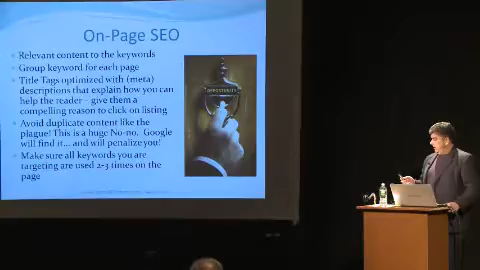 On-Page SEO
Relevant content to the keywords
Group keyword for each page
Title Tags optimized with (meta)
descriptions that explain how you can
help the reader – give them a
compelling reason to click on listing
Avoid duplicate content like the
plague! This is a huge No-no. Google
will find it... and will penalize you!
Make sure all keywords you are
targeting are used 2-3 times on the
page
OPPORTUNITY